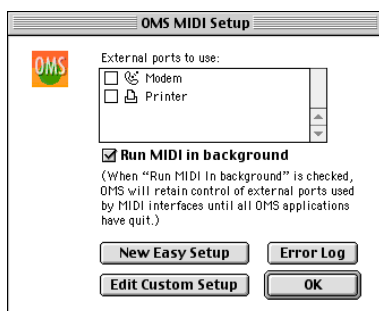 OMS MIDI Setup
OMS
External ports to use:
Modem
Printer
Run MIDI in background
(When “Run MIDI In background” is checked,
OMS will retain control of external ports used
by MIDI interfaces until all OMS applications
have quit.)
New Easy Setup
Error Log
Edit Custom Setup
OK